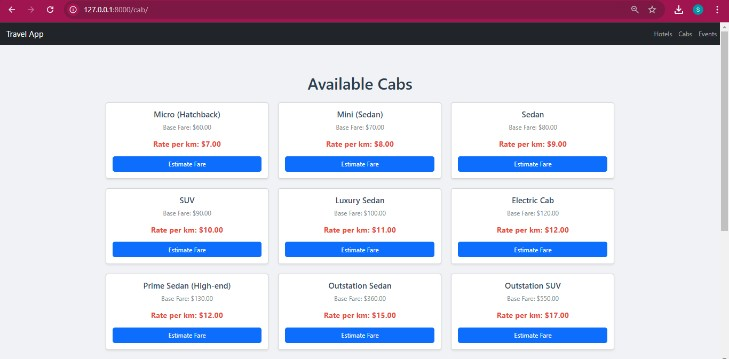 127.0.0.1:8000/cab/
S
Travel App
Hotels Cabs Events
Available Cabs
Micro (Hatchback) Mini (Sedan) Sedan
Base Fare: $60.00 Base Fare: $70.00 Base Fare: $80.00
Rate per km: $7.00 Rate per km: $8.00 Rate per km: $9.00
Estimate Fare Estimate Fare Estimate Fare
SUV Luxury Sedan Electric Cab
Base Fare: $90.00 Base Fare: $100.00 Base Fare: $120.00
Rate per km: $10.00 Rate per km: $11.00 Rate per km: $12.00
Estimate Fare Estimate Fare Estimate Fare
Prime Sedan (High-end) Outstation Sedan Outstation SUV
Base Fare: $130.00 Base Fare: $360.00 Base Fare: $550.00
Rate per km: $12.00 Rate per km: $15.00 Rate per km: $17.00
Estimate Fare Estimate Fare Estimate Fare